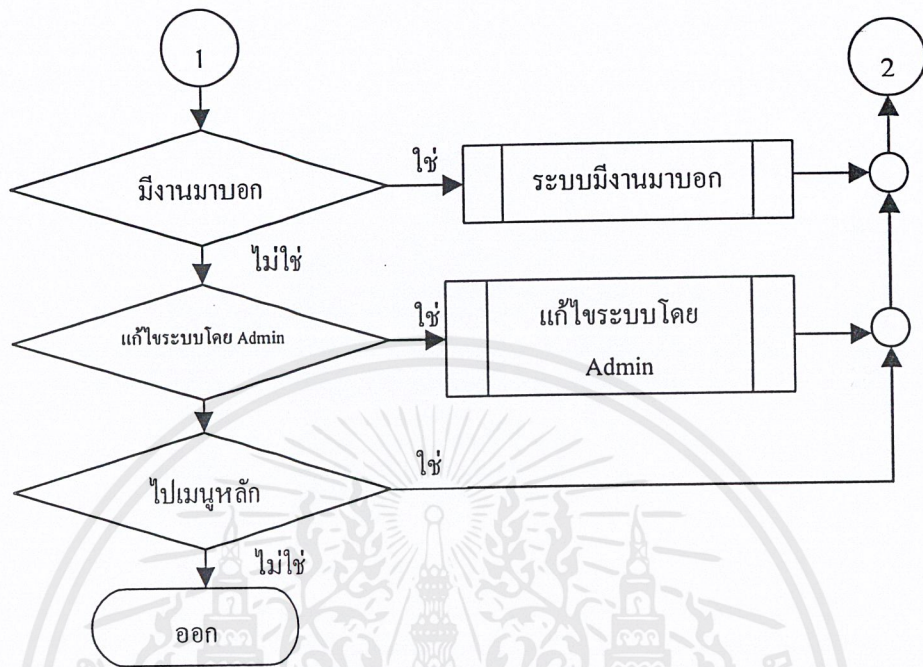 1
2
มีงานมาบอก
ใช่
ระบบมีงานมาบอก
ไม่ใช่
แก้ไขระบบโดย Admin
ใช่
แก้ไขระบบโดย
Admin
ไปเมนูหลัก
ใช่
ไม่ใช่
ออก